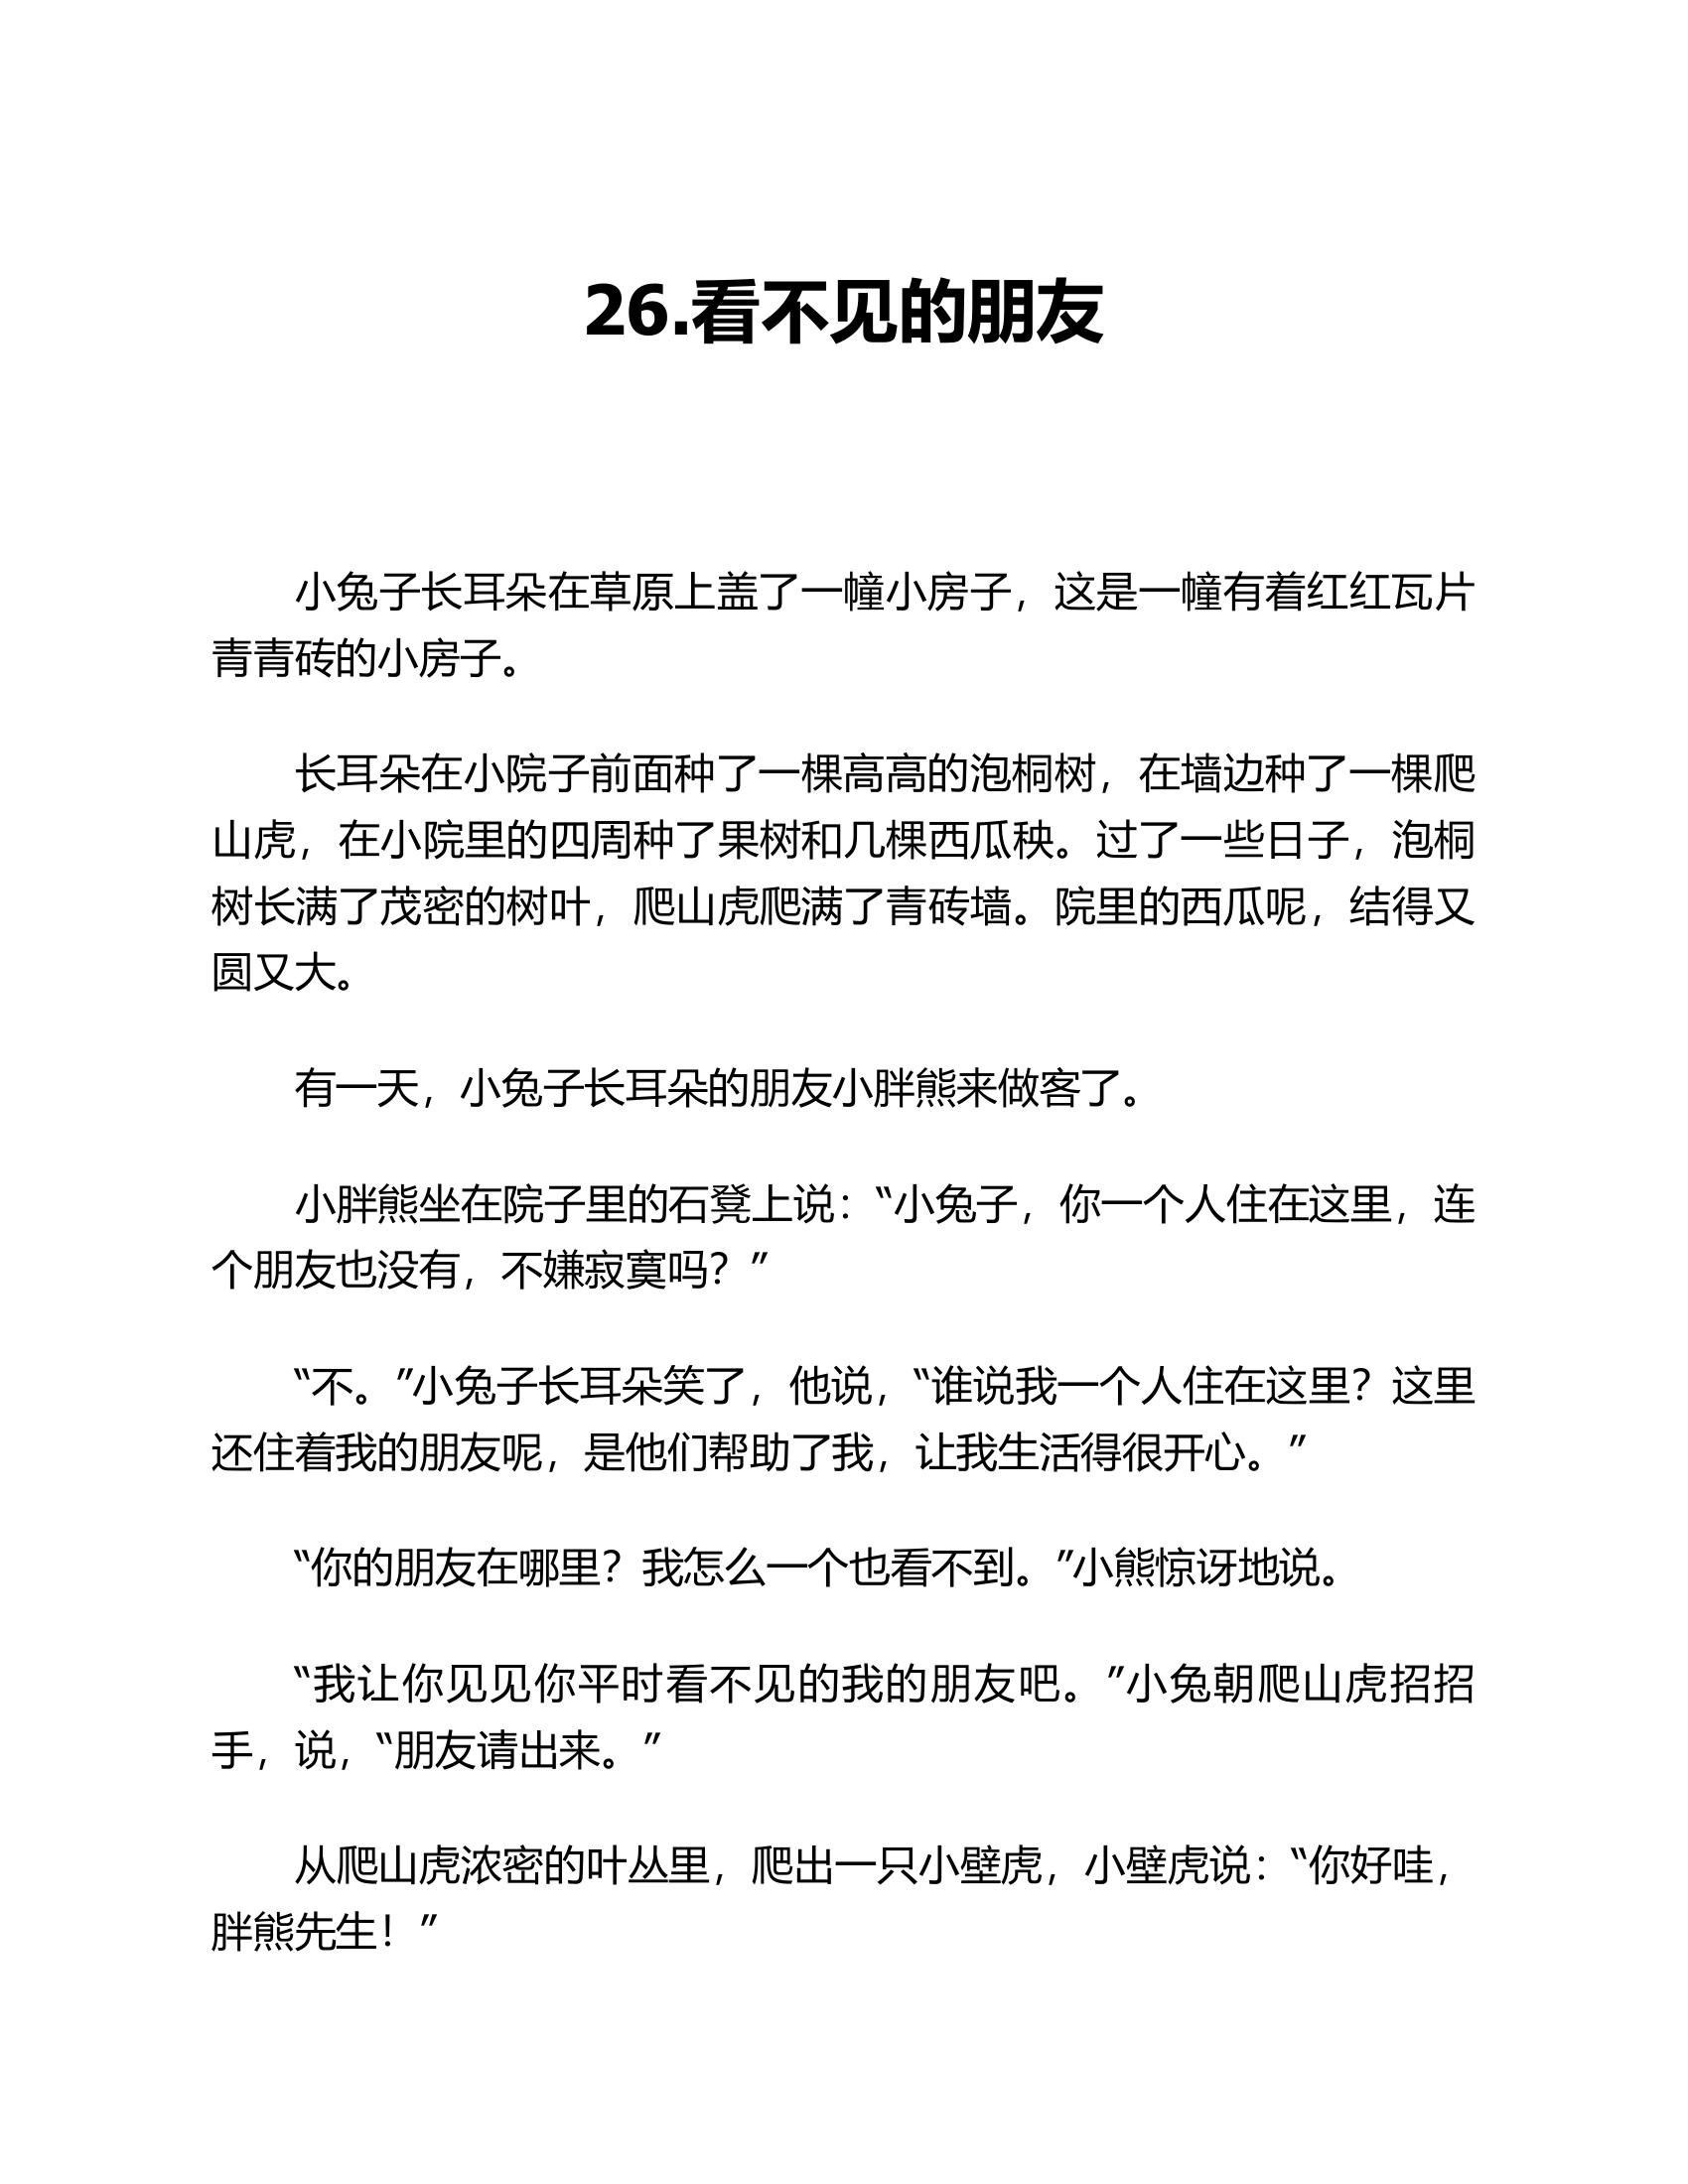 26.看不见的朋友
小兔子长耳朵在草原上盖了一幢小房子，这是一幢有着红红瓦片
青青砖的小房子。
长耳朵在小院子前面种了一棵高高的泡桐树，在墙边种了一棵爬
山虎，在小院里的四周种了果树和几棵西瓜秧。过了一些日子，泡桐
树长满了茂密的树叶，爬山虎爬满了青砖墙。院里的西瓜呢，结得又
圆又大。
有一天，小兔子长耳朵的朋友小胖熊来做客了。
小胖熊坐在院子里的石凳上说：“小兔子，你一个人住在这里，连
个朋友也没有，不嫌寂寞吗？”
“不。”小兔子长耳朵笑了，他说，“谁说我一个人住在这里？这里
还住着我的朋友呢，是他们帮助了我，让我生活得很开心。”
“你的朋友在哪里？我怎么一个也看不到。”小熊惊讶地说。
“我让你见见你平时看不见的我的朋友吧。”小兔朝爬山虎招招
手，说，“朋友请出来。”
从爬山虎浓密的叶丛里，爬出一只小壁虎，小壁虎说：“你好哇，
胖熊先生！”